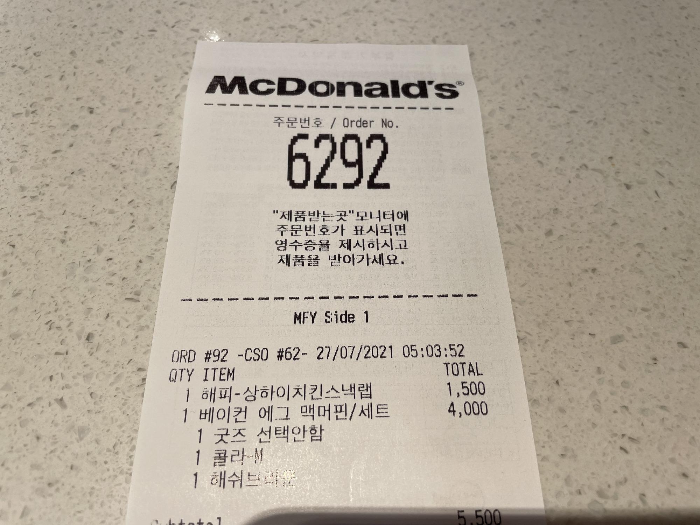 McDonald's®
주문번호 / Order No.
6292
"제품받는곳"모니터에
주문번호가 표시되면
영수증을 제시하시고
제품을 받아가세요.
MFY Side 1
ORD #92 -CSO #62- 27/07/2021 05:03:52
QTY ITEM TOTAL
1 해피-상하이치킨스낵랩 1,500
1 베이컨 에그 맥머핀/세트 4,000
1 굿즈 선택안함
1 콜라-M
1 해쉬브라운
Subtotal 5,500